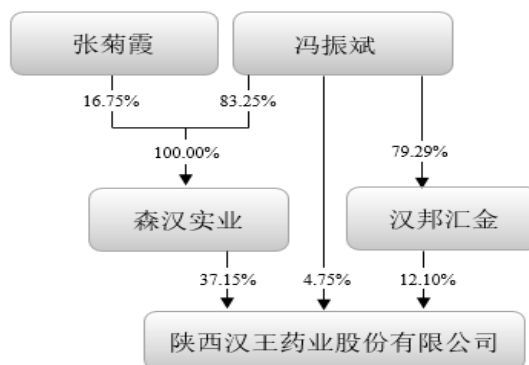 张菊霞 冯振斌
16.75% 83.25%
100.00% 79.29%
森汉实业 汉邦汇金
37.15% 4.75% 12.10%
陕西汉王药业股份有限公司